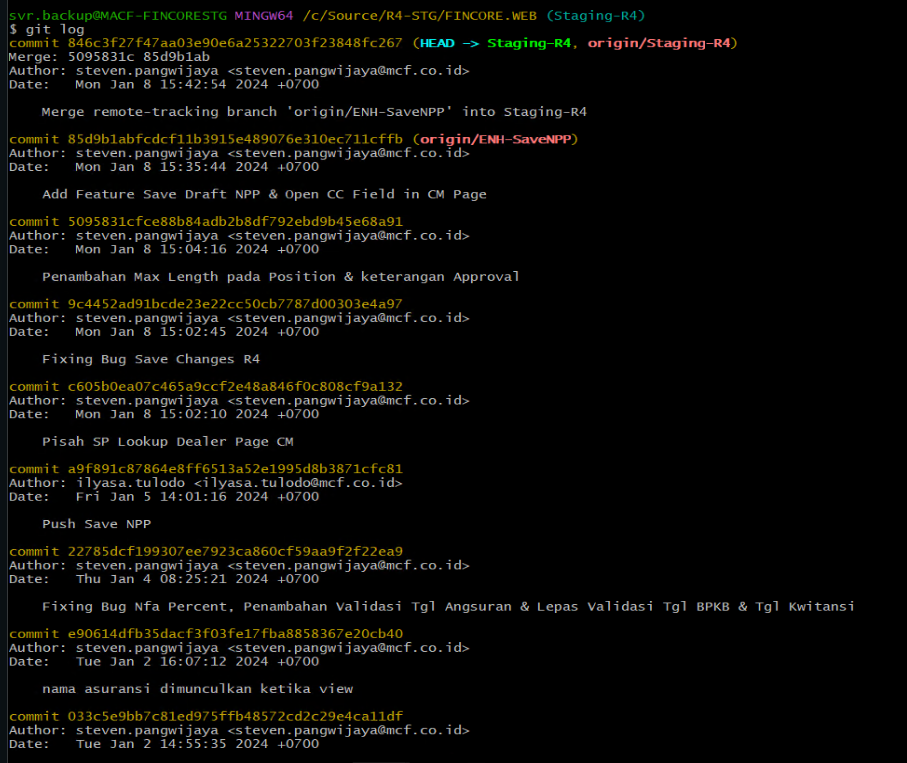 svr.backup@MACF-FINCORESTG MINGW64 /c/Source/R4-STG/FINCORE.WEB (Staging-R4)
$ git log
commit 846c3f27f47aa03e90e6a25322703f23848fc267 (HEAD -> Staging-R4, origin/Staging-R4)
Merge: 5095831c 85d9b1ab
Author: steven.pangwijaya <steven.pangwijaya@mcf.co.id>
Date:   Mon Jan 8 15:42:54 2024 +0700

    Merge remote-tracking branch 'origin/ENH-SaveNPP' into Staging-R4

commit 85d9b1abfcdcf11b3915e489076e310ec711cffb (origin/ENH-SaveNPP)
Author: steven.pangwijaya <steven.pangwijaya@mcf.co.id>
Date:   Mon Jan 8 15:35:44 2024 +0700

    Add Feature Save Draft NPP & Open CC Field in CM Page

commit 5095831cfce88b84adb2b8df792ebd9b45e68a91
Author: steven.pangwijaya <steven.pangwijaya@mcf.co.id>
Date:   Mon Jan 8 15:04:16 2024 +0700

    Penambahan Max Length pada Position & keterangan Approval

commit 9c4452ad91bcde23e22cc50cb7787d00303e4a97
Author: steven.pangwijaya <steven.pangwijaya@mcf.co.id>
Date:   Mon Jan 8 15:02:45 2024 +0700

    Fixing Bug Save Changes R4

commit c605b0ea07c465a9ccf2e48a846f0c808cf9a132
Author: steven.pangwijaya <steven.pangwijaya@mcf.co.id>
Date:   Mon Jan 8 15:02:10 2024 +0700

    Pisah SP Lookup Dealer Page CM

commit a9f891c87864e8ff6513a52e1995d8b3871cfc81
Author: ilyasa.tulodo <ilyasa.tulodo@mcf.co.id>
Date:   Fri Jan 5 14:01:16 2024 +0700

    Push Save NPP

commit 22785dcf199307ee7923ca860cf59aa9f2f22ea9
Author: steven.pangwijaya <steven.pangwijaya@mcf.co.id>
Date:   Thu Jan 4 08:25:21 2024 +0700

    Fixing Bug Nfa Percent, Penambahan Validasi Tgl Angsuran & Lepas Validasi Tgl BPKB & Tgl Kwitansi

commit e90614dfb35dacf3f03fe17fba8858367e20cb40
Author: steven.pangwijaya <steven.pangwijaya@mcf.co.id>
Date:   Tue Jan 2 16:07:12 2024 +0700

    nama asuransi dimunculkan ketika view

commit 033c5e9bb7c81ed975ffb48572cd2c29e4ca11df
Author: steven.pangwijaya <steven.pangwijaya@mcf.co.id>
Date:   Tue Jan 2 14:55:35 2024 +0700